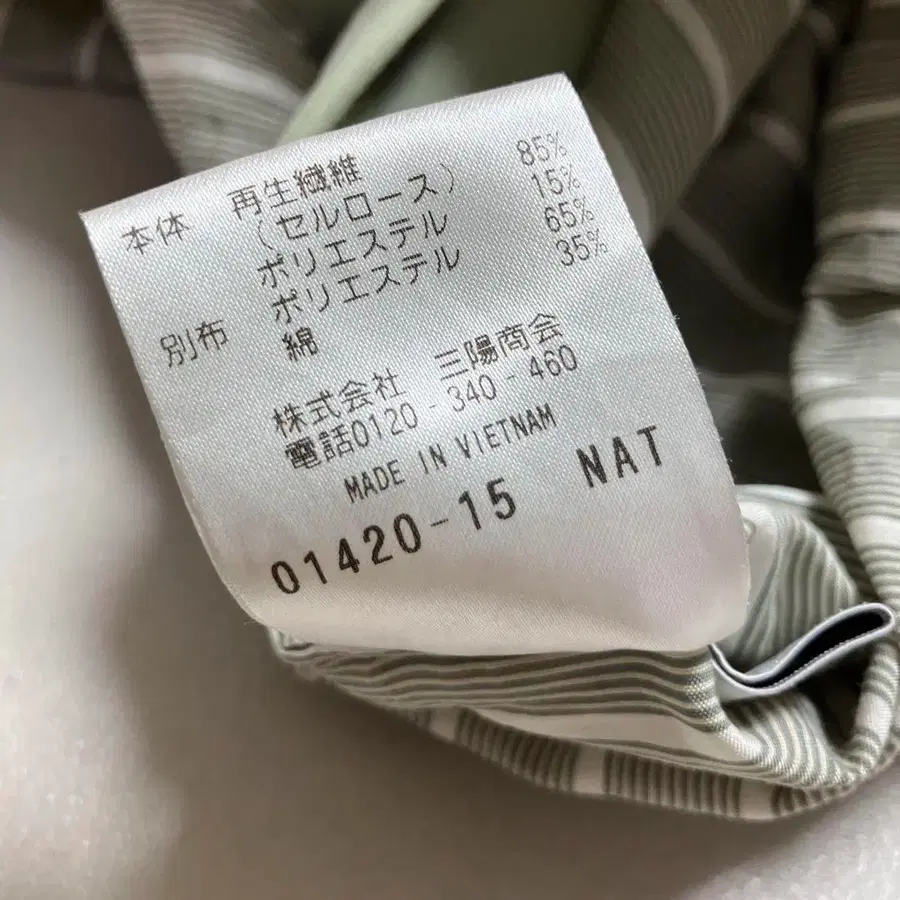 本体 再生繊維
(セルロース) 85%
ポリエステル 15%
別布 ポリエステル 65%
綿 35%
株式会社 三陽商会
電話0120-340-460
MADE IN VIETNAM
01420-15 NAT